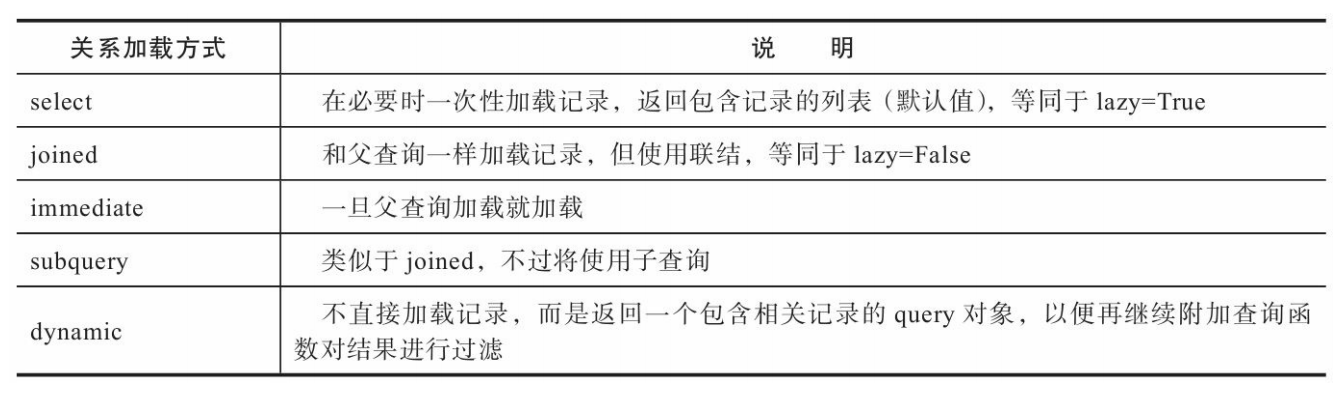 关系加载方式 说 明
select 在必要时一次性加载记录，返回包含记录的列表（默认值），等同于 lazy=True
joined 和父查询一样加载记录，但使用联结，等同于 lazy=False
immediate 一旦父查询加载就加载
subquery 类似于 joined，不过将使用子查询
dynamic 不直接加载记录，而是返回一个包含相关记录的 query 对象，以便再继续附加查询函
数对结果进行过滤